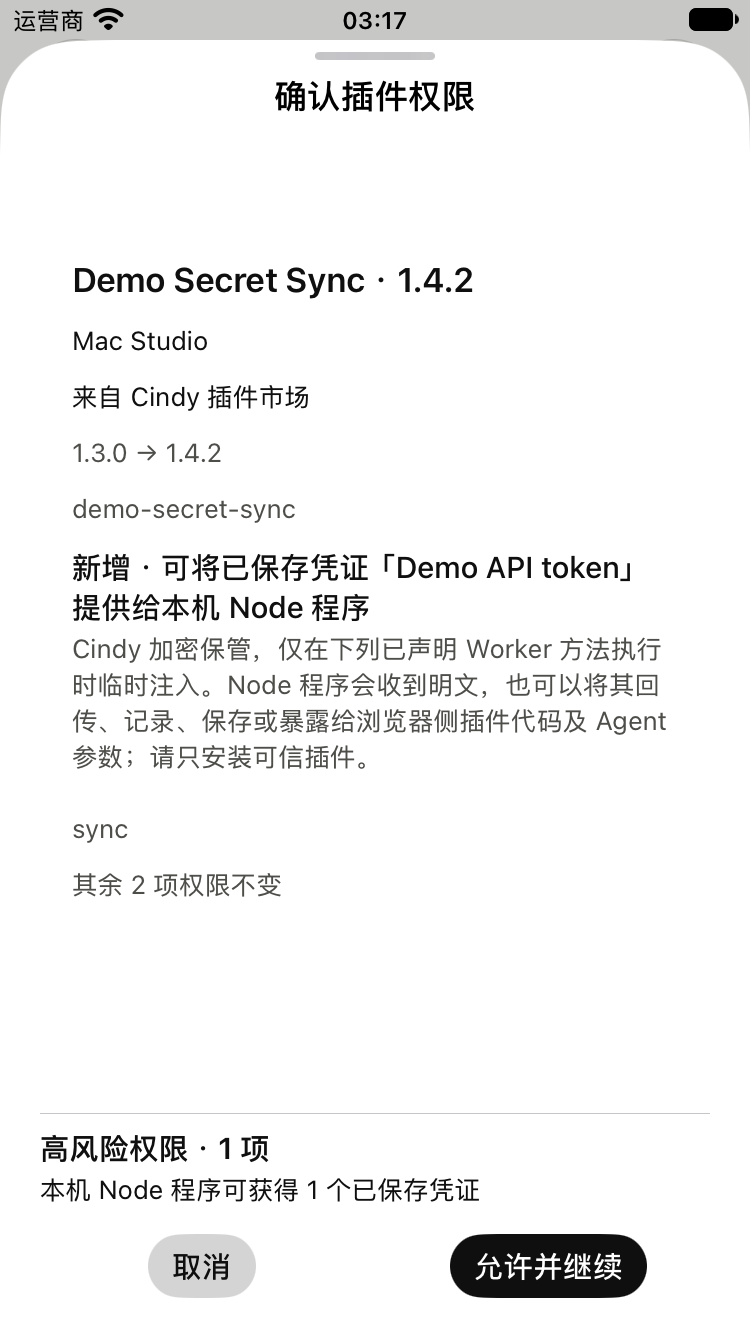 运营商
03:17
确认插件权限
Demo Secret Sync · 1.4.2
Mac Studio
来自 Cindy 插件市场
1.3.0 → 1.4.2
demo-secret-sync
新增 · 可将已保存凭证「Demo API token」
提供给本机 Node 程序
Cindy 加密保管，仅在下列已声明 Worker 方法执行
时临时注入。Node 程序会收到明文，也可以将其回
传、记录、保存或暴露给浏览器侧插件代码及 Agent
参数；请只安装可信插件。
sync
其余 2 项权限不变
高风险权限 · 1 项
本机 Node 程序可获得 1 个已保存凭证
取消
允许并继续